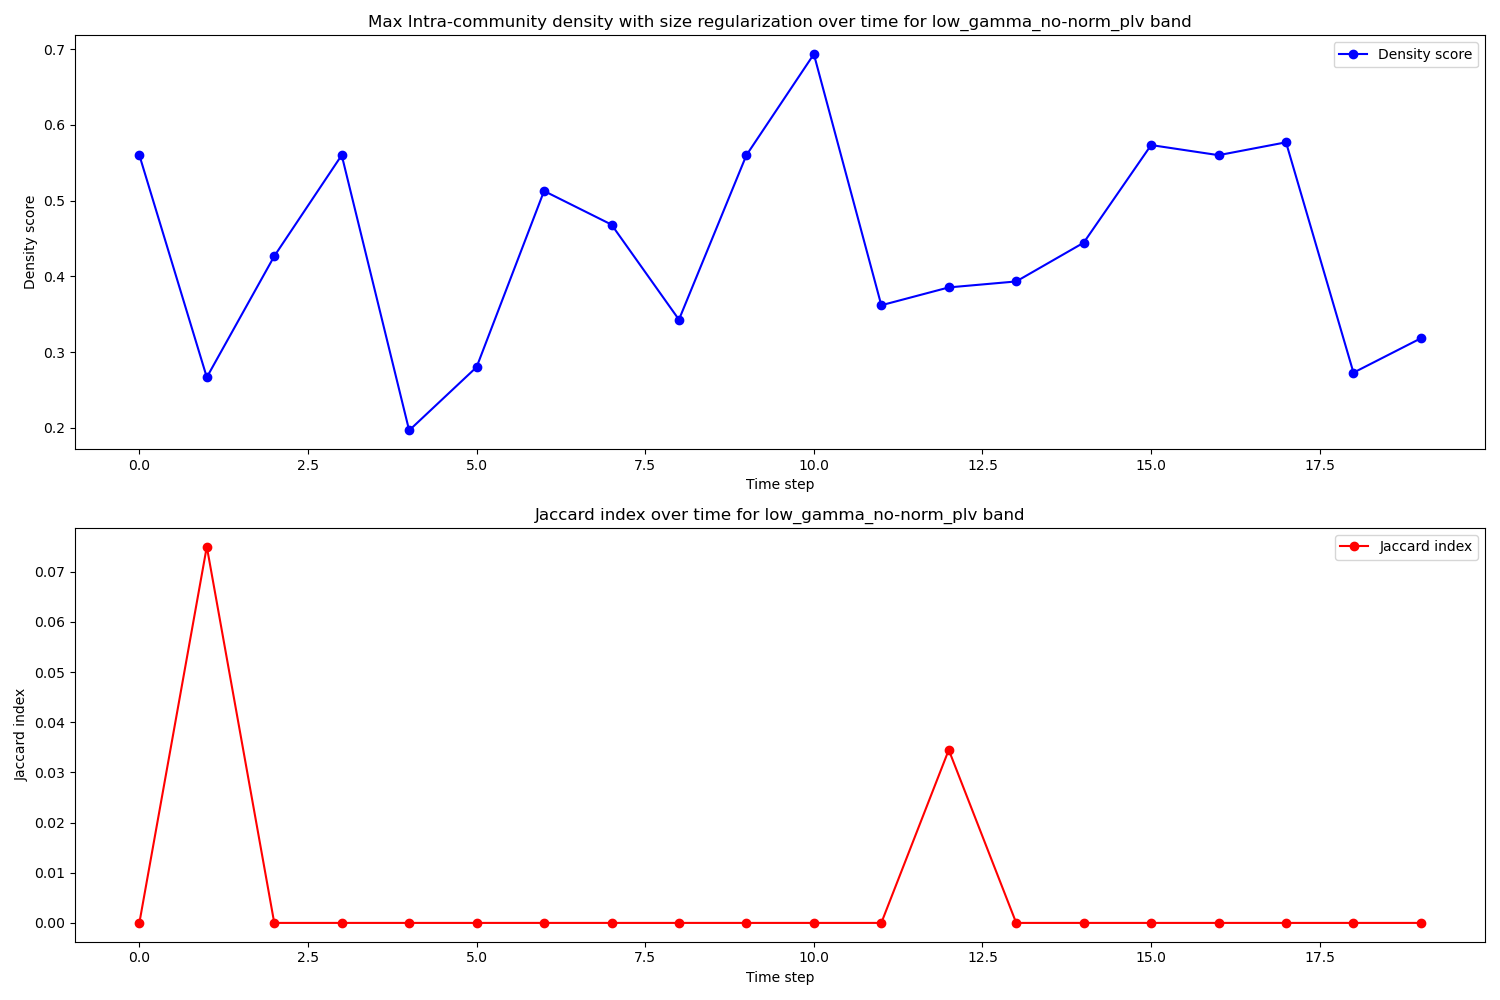 Max Intra-community density with size regularization over time for low_gamma_no-norm_plv band
Density score
0.7
0.6
0.5
0.4
0.3
0.2
Density score
0.0 2.5 5.0 7.5 10.0 12.5 15.0 17.5
Time step
Jaccard index over time for low_gamma_no-norm_plv band
Jaccard index
0.07
0.06
0.05
0.04
0.03
0.02
0.01
0.00
Jaccard index
0.0 2.5 5.0 7.5 10.0 12.5 15.0 17.5
Time step